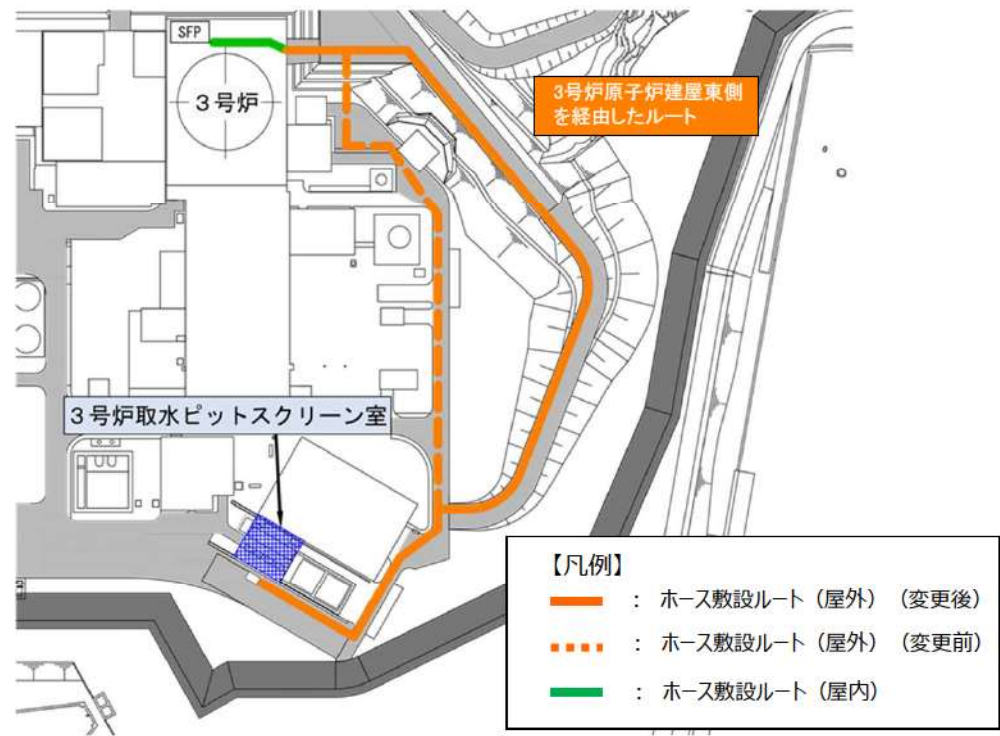 SFP
3号炉
3号炉原子炉建屋東側
を経由したルート
3号炉取水ピットスクリーン室
【凡例】
: ホース敷設ルート（屋外）（変更後）
: ホース敷設ルート（屋外）（変更前）
: ホース敷設ルート（屋内）